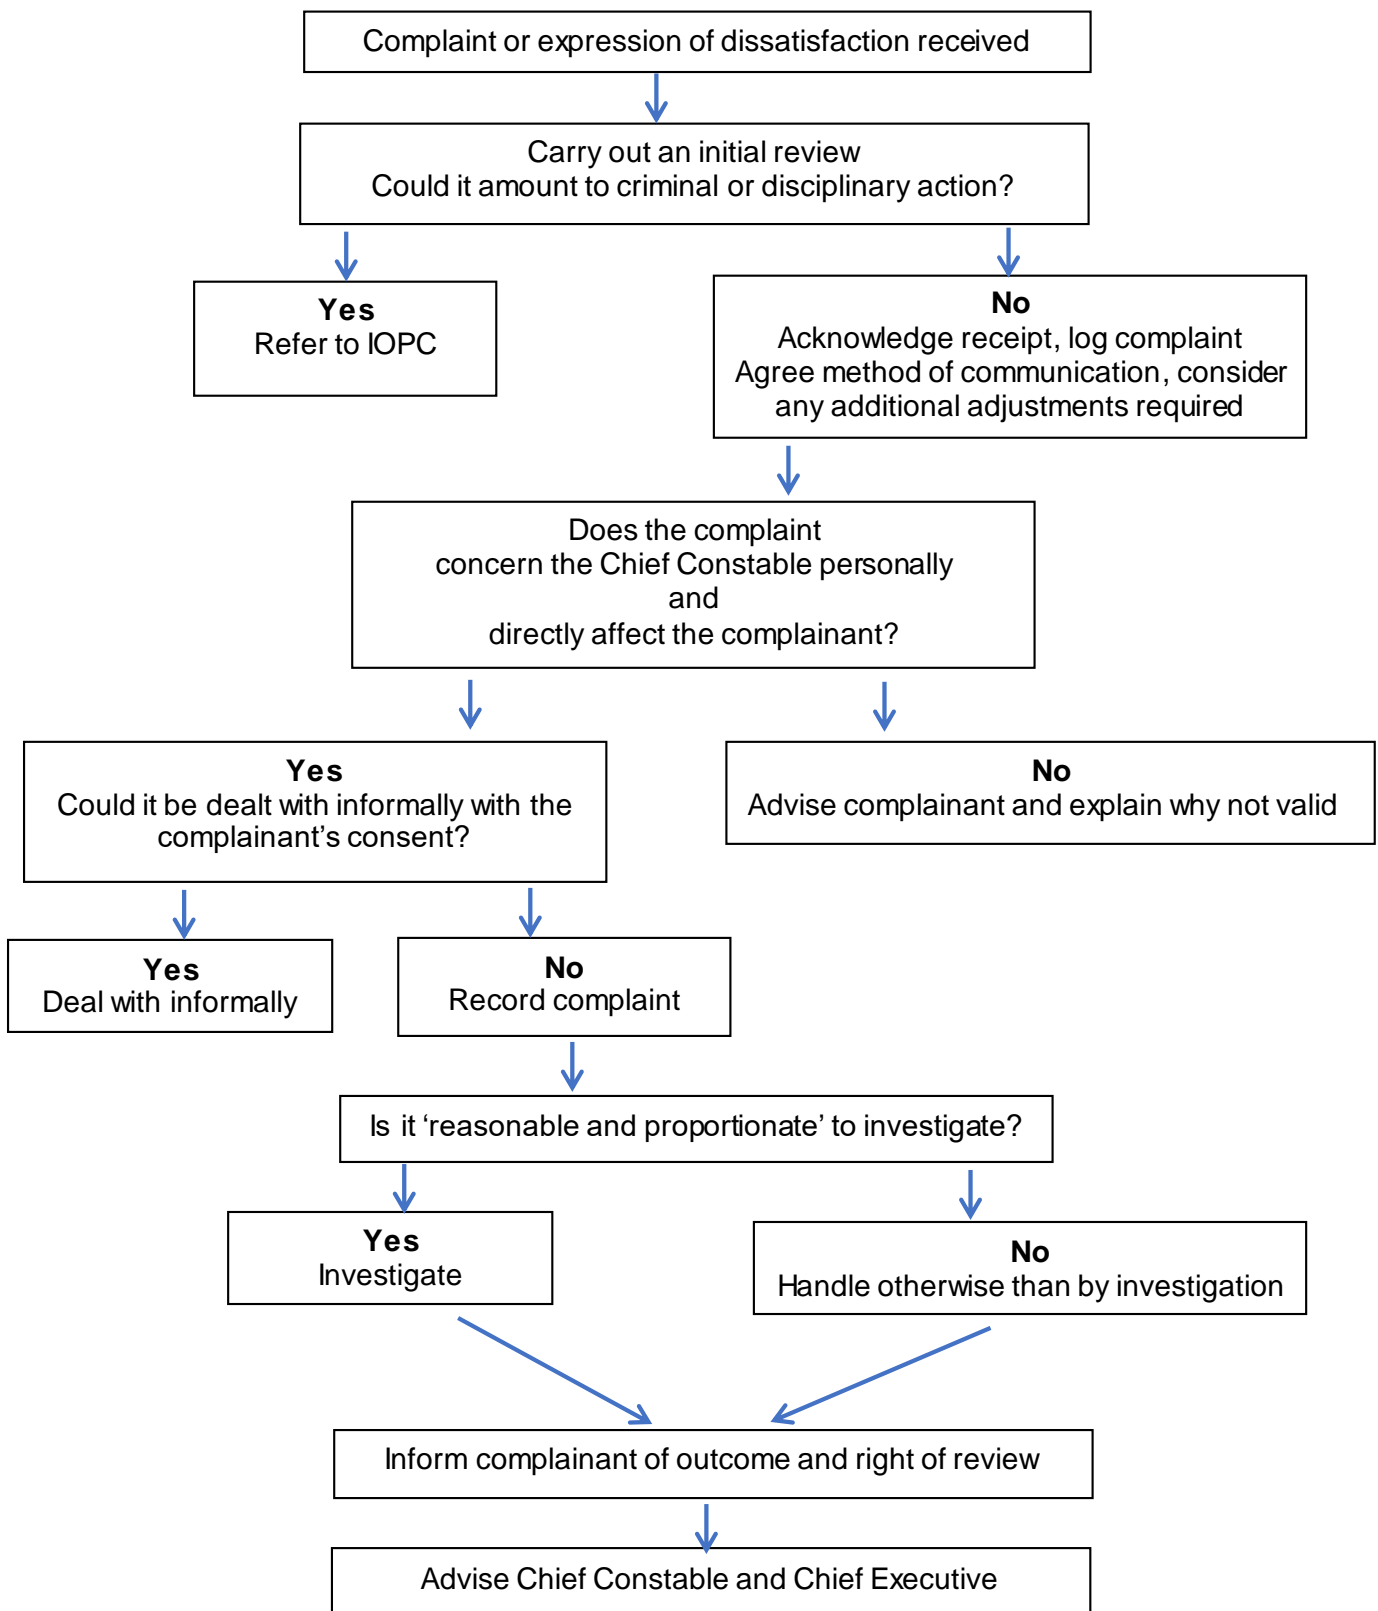 Complaint or expression of dissatisfaction received
Carry out an initial review
Could it amount to criminal or disciplinary action?
Yes
Refer to IOPC
No
Acknowledge receipt, log complaint
Agree method of communication, consider
any additional adjustments required
Does the complaint
concern the Chief Constable personally
and
directly affect the complainant?
Yes
Could it be dealt with informally with the
complainant’s consent?
No
Advise complainant and explain why not valid
Yes
Deal with informally
No
Record complaint
Is it ‘reasonable and proportionate’ to investigate?
Yes
Investigate
No
Handle otherwise than by investigation
Inform complainant of outcome and right of review
Advise Chief Constable and Chief Executive